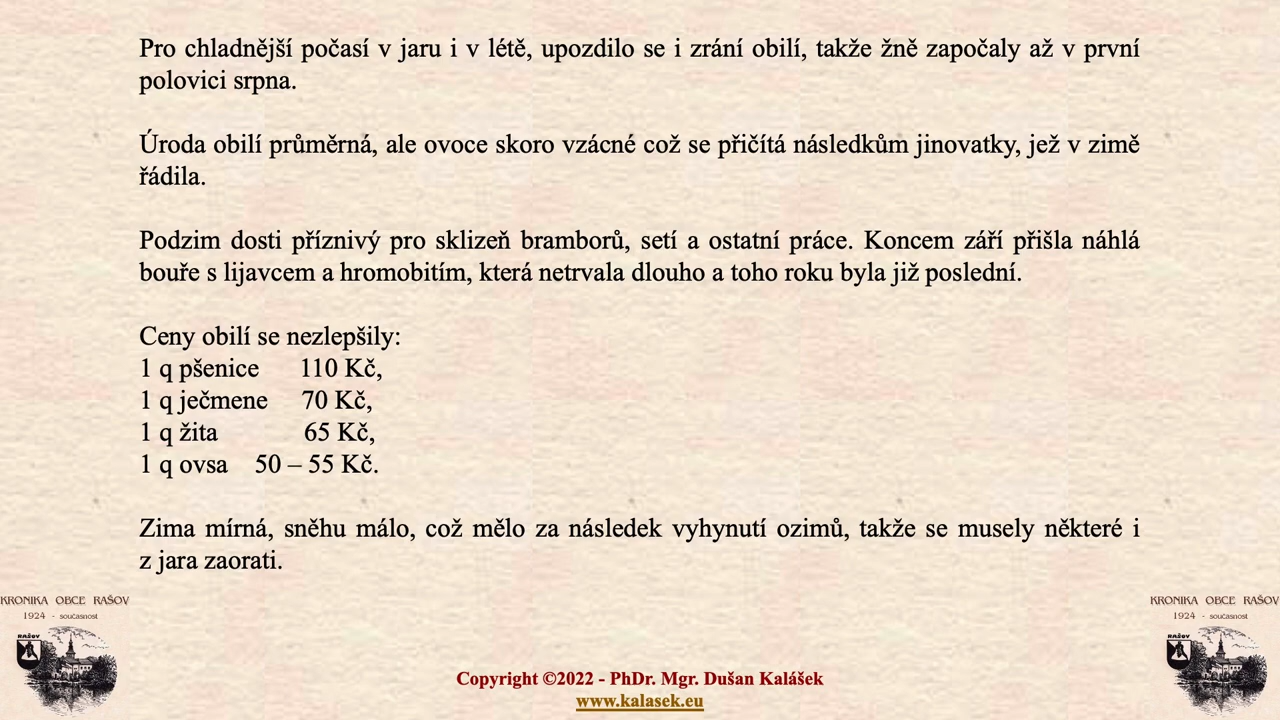 Pro chladnější počasí v jaru i v létě, upozdilo se i zrání obilí, takže žně započaly až v první
polovici srpna.
Úroda obilí průměrná, ale ovoce skoro vzácné což se přičítá následkům jinovatky, jež v zimě
řádila.
Podzim dosti příznivý pro sklizeň bramborů, setí a ostatní práce. Koncem září přišla náhlá
bouře s lijavcem a hromobitím, která netrvala dlouho a toho roku byla již poslední.
Ceny obilí se nezlepšily:
1 q pšenice 110 Kč,
1 q ječmene 70 Kč,
1 q žita 65 Kč,
1 q ovsa 50 – 55 Kč.
Zima mírná, sněhu málo, což mělo za následek vyhynutí ozimů, takže se musely některé i
z jara zaorati.
KRONIKA OBCE RAŠOV
1924 - současnost
RAŠOV
KRONIKA OBCE RAŠOV
1924 - současnost
RAŠOV
Copyright ©2022 - PhDr. Mgr. Dušan Kalášek
www.kalasek.eu